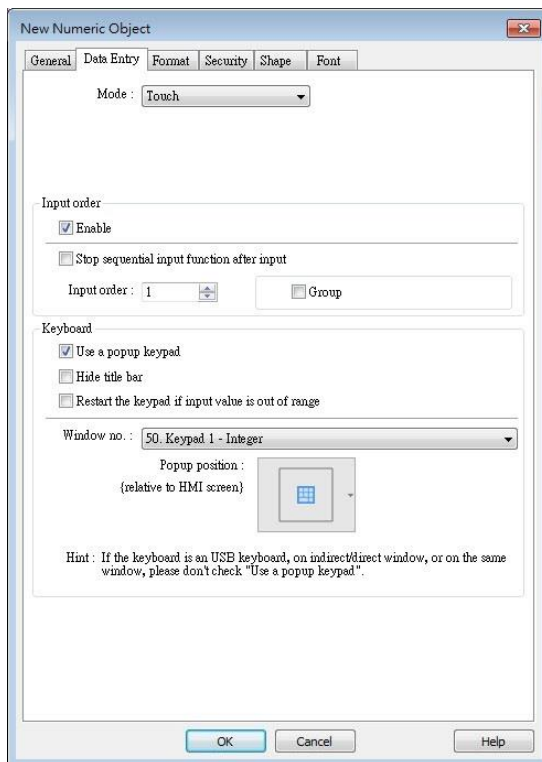 New Numeric Object
General Data Entry Format Security Shape Font
Mode : Touch
Input order
Enable
Stop sequential input function after input
Input order : 1 Group
Keyboard
Use a popup keypad
Hide title bar
Restart the keypad if input value is out of range
Window no. : 50. Keypad 1 - Integer
Popup position :
{relative to HMI screen}
Hint : If the keyboard is an USB keyboard, on indirect/direct window, or on the same
window, please don't check "Use a popup keypad".
OK Cancel Help